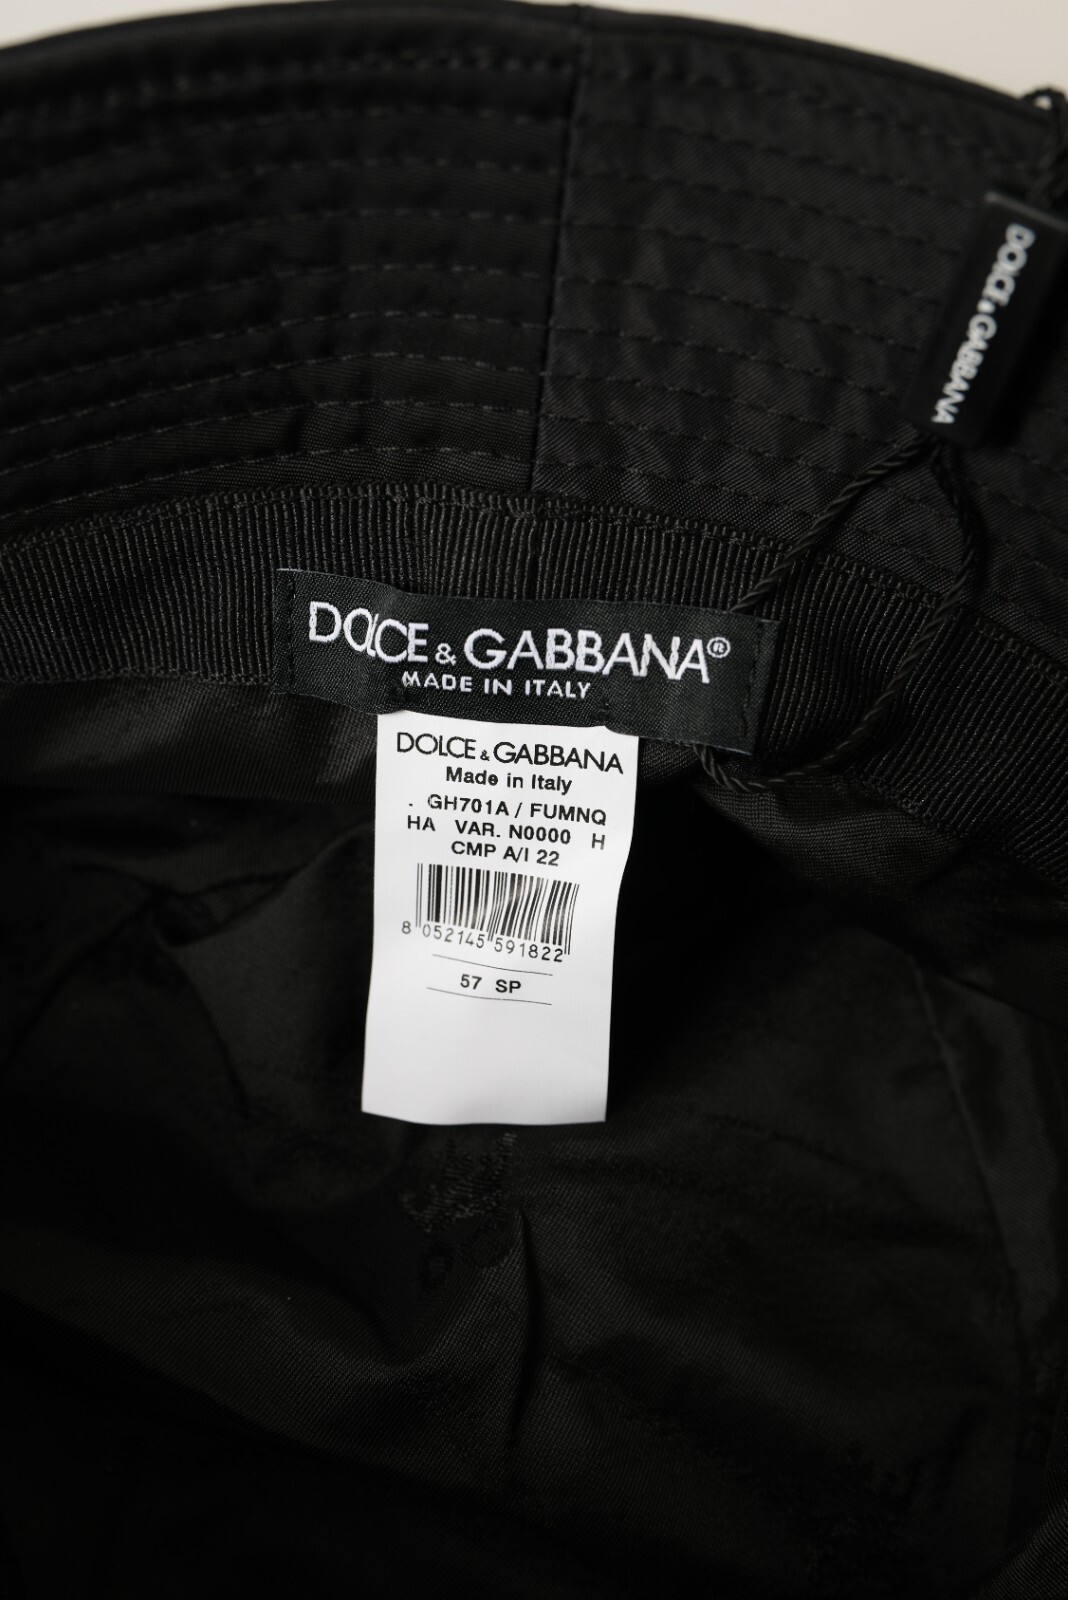 DOLCE & GABBANA
DOLCE & GABBANA®
MADE IN ITALY
DOLCE & GABBANA
Made in Italy
. GH701A / FUMNQ
HA VAR. N0000 H
CMP A/I 22
8 052145 591822
57 SP